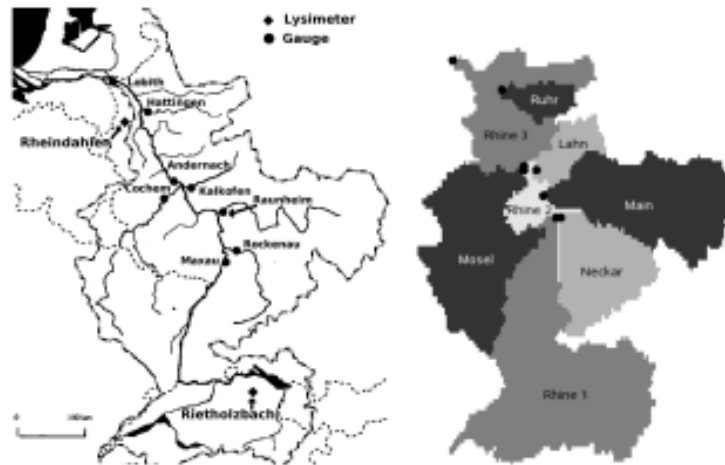 Lysimeter
Gauge
Lobith
Hattingen
Rheindahlen
Andernach
Cochem
Kalkofen
Raunheim
Rockenau
Maxau
Rietholzbach
0
Ruhr
Rhine 3
Lahn
Rhine 2
Main
Mosel
Neckar
Rhine 1